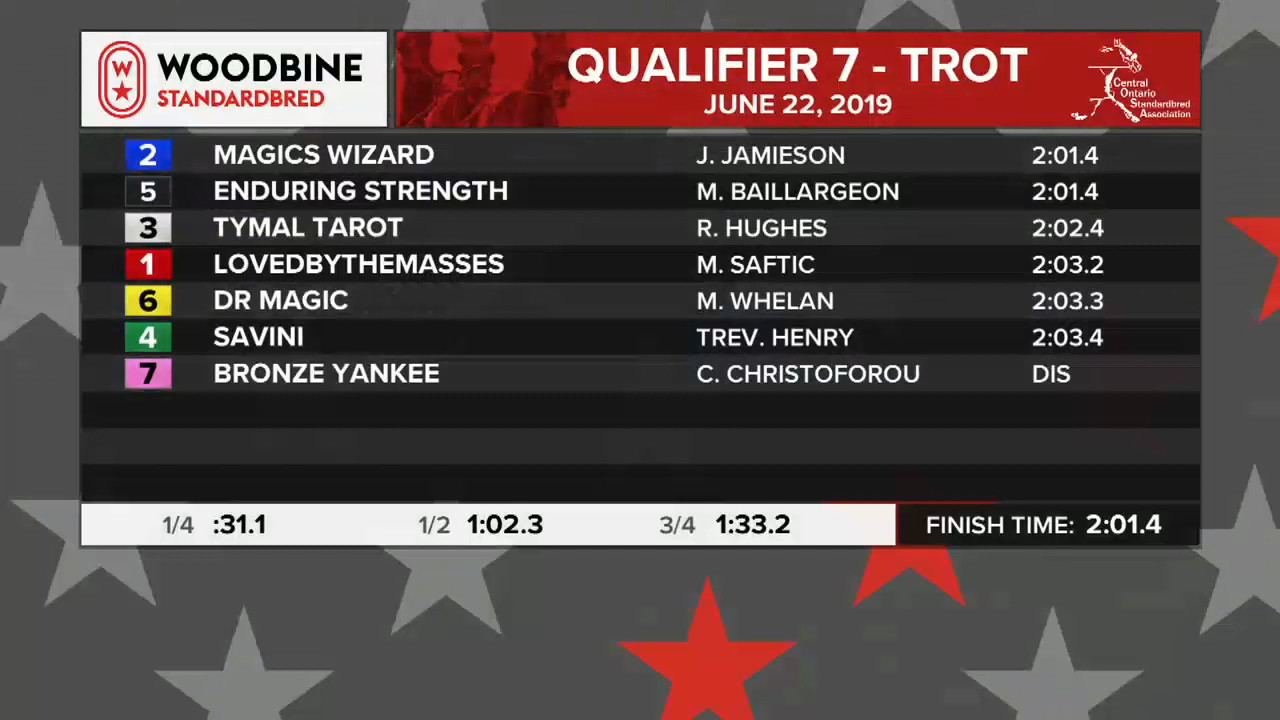 W
WOODBINE
STANDARDBRED
QUALIFIER 7 - TROT
JUNE 22, 2019
Central
Ontario
Standardbred
Association
2 MAGICS WIZARD J. JAMIESON 2:01.4
5 ENDURING STRENGTH M. BAILLARGEON 2:01.4
3 TYMAL TAROT R. HUGHES 2:02.4
1 LOVEDBYTHEMASSES M. SAFTIC 2:03.2
6 DR MAGIC M. WHELAN 2:03.3
4 SAVINI TREV. HENRY 2:03.4
7 BRONZE YANKEE C. CHRISTOFOROU DIS
1/4 :31.1 1/2 1:02.3 3/4 1:33.2 FINISH TIME: 2:01.4